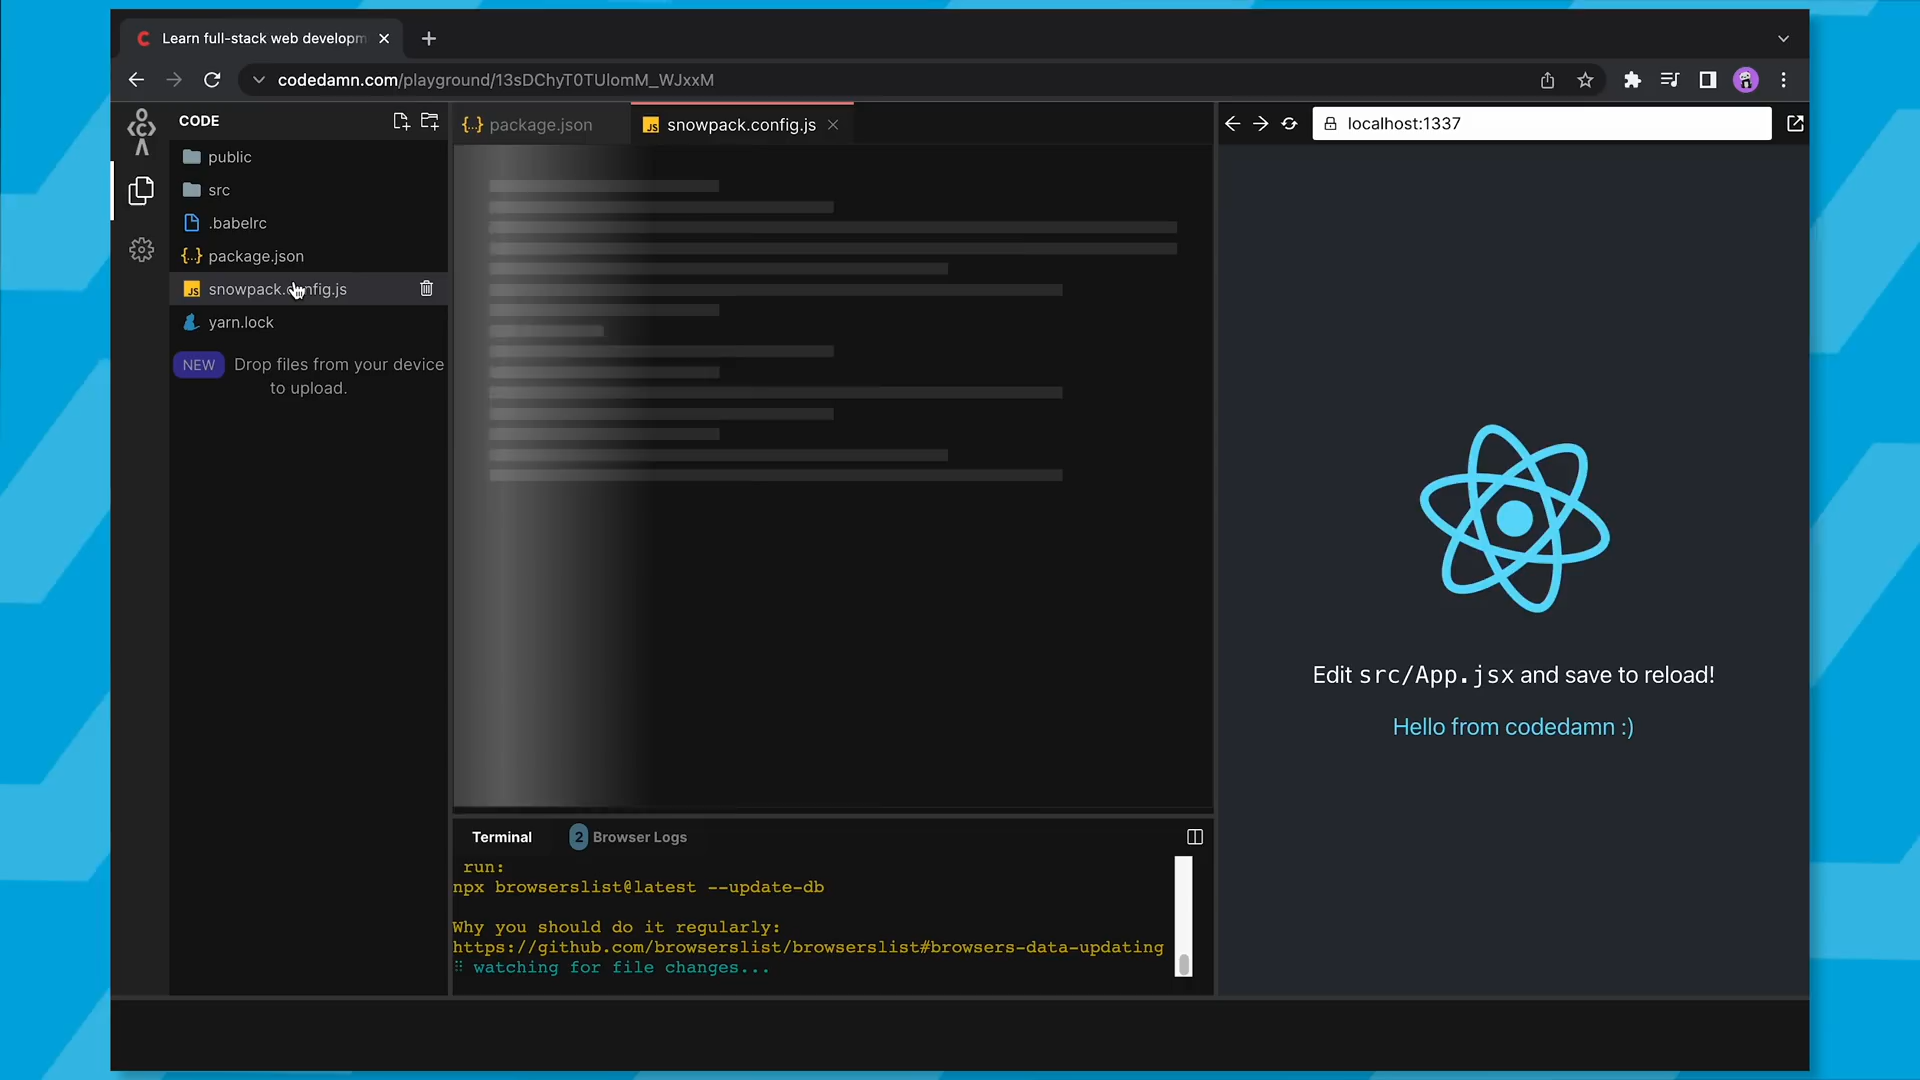 Learn full-stack web developm
codedamn.com/playground/13sDChyT0TUlomM_WJxxM
CODE
public
src
.babelrc
{..} package.json
JS snowpack.config.js
yarn.lock
NEW Drop files from your device
to upload.
{..} package.json
JS snowpack.config.js
localhost:1337
Edit src/App.jsx and save to reload!
Hello from codedamn :)
Terminal
2 Browser Logs
run:
npx browserslist@latest --update-db
Why you should do it regularly:
https://github.com/browserslist/browserslist#browsers-data-updating
watching for file changes...